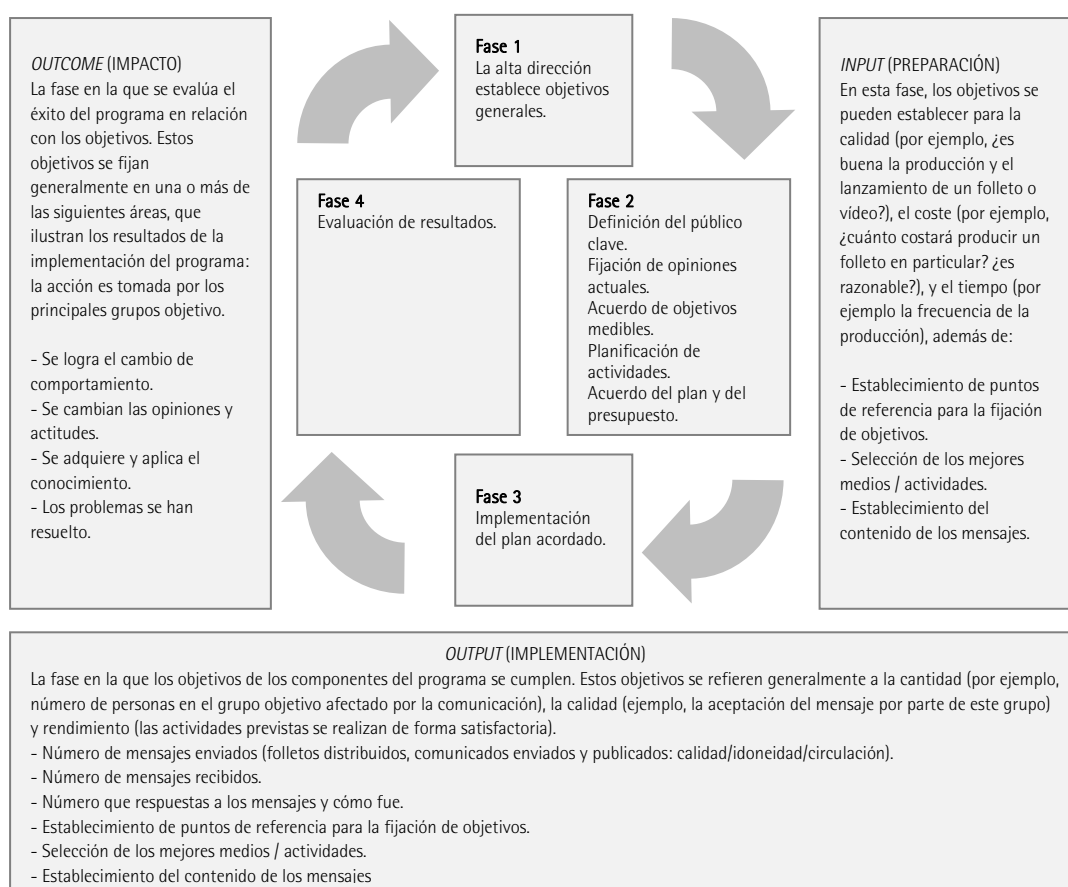 OUTCOME (IMPACTO)
La fase en la que se evalúa el
éxito del programa en relación
con los objetivos. Estos
objetivos se fijan
generalmente en una o más de
las siguientes áreas, que
ilustran los resultados de la
implementación del programa:
la acción es tomada por los
principales grupos objetivo.
- Se logra el cambio de
comportamiento.
- Se cambian las opiniones y
actitudes.
- Se adquiere y aplica el
conocimiento.
- Los problemas se han
resuelto.
Fase 1
La alta dirección
establece objetivos
generales.
Fase 4
Evaluación de resultados.
Fase 2
Definición del público
clave.
Fijación de opiniones
actuales.
Acuerdo de objetivos
medibles.
Planificación de
actividades.
Acuerdo del plan y del
presupuesto.
Fase 3
Implementación
del plan acordado.
INPUT (PREPARACIÓN)
En esta fase, los objetivos se
pueden establecer para la
calidad (por ejemplo, ¿es
buena la producción y el
lanzamiento de un folleto o
vídeo?), el coste (por ejemplo,
¿cuánto costará producir un
folleto en particular? ¿es
razonable?), y el tiempo (por
ejemplo la frecuencia de la
producción), además de:
- Establecimiento de puntos
de referencia para la fijación
de objetivos.
- Selección de los mejores
medios / actividades.
- Establecimiento del
contenido de los mensajes.
OUTPUT (IMPLEMENTACIÓN)
La fase en la que los objetivos de los componentes del programa se cumplen. Estos objetivos se refieren generalmente a la cantidad (por ejemplo,
número de personas en el grupo objetivo afectado por la comunicación), la calidad (ejemplo, la aceptación del mensaje por parte de este grupo)
y rendimiento (las actividades previstas se realizan de forma satisfactoria).
- Número de mensajes enviados (folletos distribuidos, comunicados enviados y publicados: calidad/idoneidad/circulación).
- Número de mensajes recibidos.
- Número que respuestas a los mensajes y cómo fue.
- Establecimiento de puntos de referencia para la fijación de objetivos.
- Selección de los mejores medios / actividades.
- Establecimiento del contenido de los mensajes